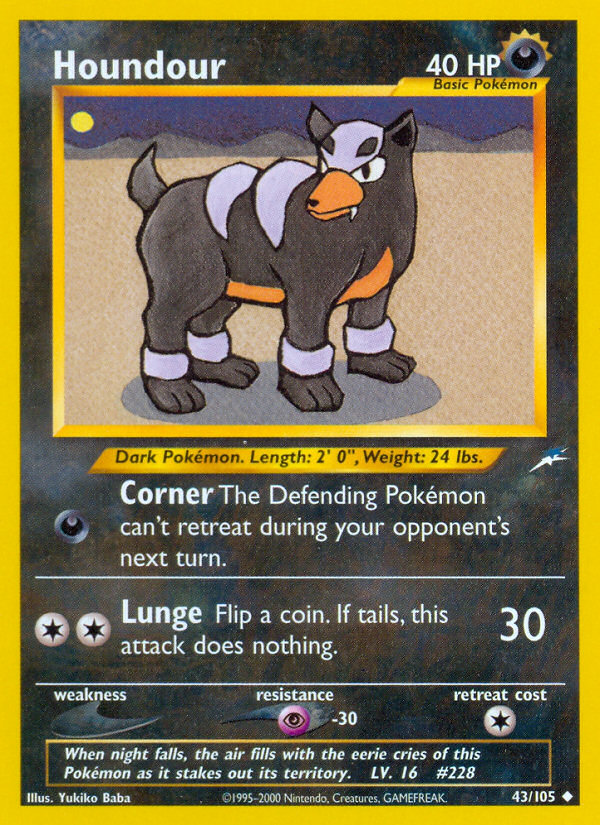 Houndour
40 HP
Basic Pokémon
Dark Pokémon. Length: 2' 0", Weight: 24 lbs.
Corner The Defending Pokémon
can't retreat during your opponent's
next turn.
Lunge Flip a coin. If tails, this
attack does nothing.
30
weakness resistance retreat cost
-30
When night falls, the air fills with the eerie cries of this
Pokémon as it stakes out its territory. LV. 16 #228
Illus. Yukiko Baba ©1995-2000 Nintendo, Creatures, GAMEFREAK. 43/105